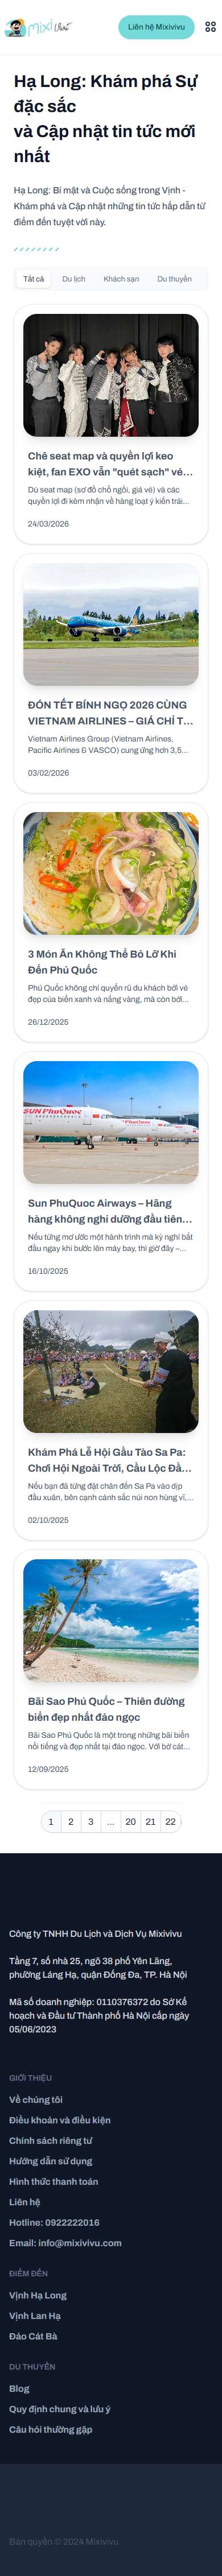 mixi vivu
Liên hệ Mixivivu
Hạ Long: Khám phá Sự
đặc sắc
và Cập nhật tin tức mới
nhất
Hạ Long: Bí mật và Cuộc sống trong Vịnh -
Khám phá và Cập nhật những tin tức hấp dẫn từ
điểm đến tuyệt vời này.
Tất cả
Du lịch
Khách sạn
Du thuyền
Chê seat map và quyền lợi keo
kiệt, fan EXO vẫn "quét sạch" vé...
Dù seat map (sơ đồ chỗ ngồi, giá vé) và các
quyền lợi đi kèm nhận về hàng loạt ý kiến trái...
24/03/2026
ĐÓN TẾT BÍNH NGỌ 2026 CÙNG
VIETNAM AIRLINES – GIÁ CHỈ T...
Vietnam Airlines Group (Vietnam Airlines,
Pacific Airlines & VASCO) cung ứng hơn 3,5...
03/02/2026
3 Món Ăn Không Thể Bỏ Lỡ Khi
Đến Phú Quốc
Phú Quốc không chỉ quyến rũ du khách bởi vẻ
đẹp của biển xanh và nắng vàng, mà còn bởi...
26/12/2025
SUN PHUQUOC
Sun PhuQuoc Airways – Hãng
hàng không nghỉ dưỡng đầu tiên...
Nếu từng mơ ước một hành trình mà kỳ nghỉ bắt
đầu ngay khi bước lên máy bay, thì giờ đây –...
16/10/2025
Khám Phá Lễ Hội Gầu Tào Sa Pa:
Chơi Hội Ngoài Trời, Cầu Lộc Đầ...
Nếu bạn đã từng đặt chân đến Sa Pa vào dịp
đầu xuân, bên cạnh cảnh sắc núi non hùng vĩ,...
02/10/2025
Bãi Sao Phú Quốc – Thiên đường
biển đẹp nhất đảo ngọc
Bãi Sao Phú Quốc là một trong những bãi biển
nổi tiếng và đẹp nhất tại đảo ngọc. Với bờ cát...
12/09/2025
1 2 3 ... 20 21 22
Công ty TNHH Du Lịch và Dịch Vụ Mixivivu
Tầng 7, số nhà 25, ngõ 38 phố Yên Lãng,
phường Láng Hạ, quận Đống Đa, TP. Hà Nội
Mã số doanh nghiệp: 0110376372 do Sở Kế
hoạch và Đầu tư Thành phố Hà Nội cấp ngày
05/06/2023
GIỚI THIỆU
Về chúng tôi
Điều khoản và điều kiện
Chính sách riêng tư
Hướng dẫn sử dụng
Hình thức thanh toán
Liên hệ
Hotline: 0922222016
Email: info@mixivivu.com
ĐIỂM ĐẾN
Vịnh Hạ Long
Vịnh Lan Hạ
Đảo Cát Bà
DU THUYỀN
Blog
Quy định chung và lưu ý
Câu hỏi thường gặp
Bản quyền © 2024 Mixivivu.